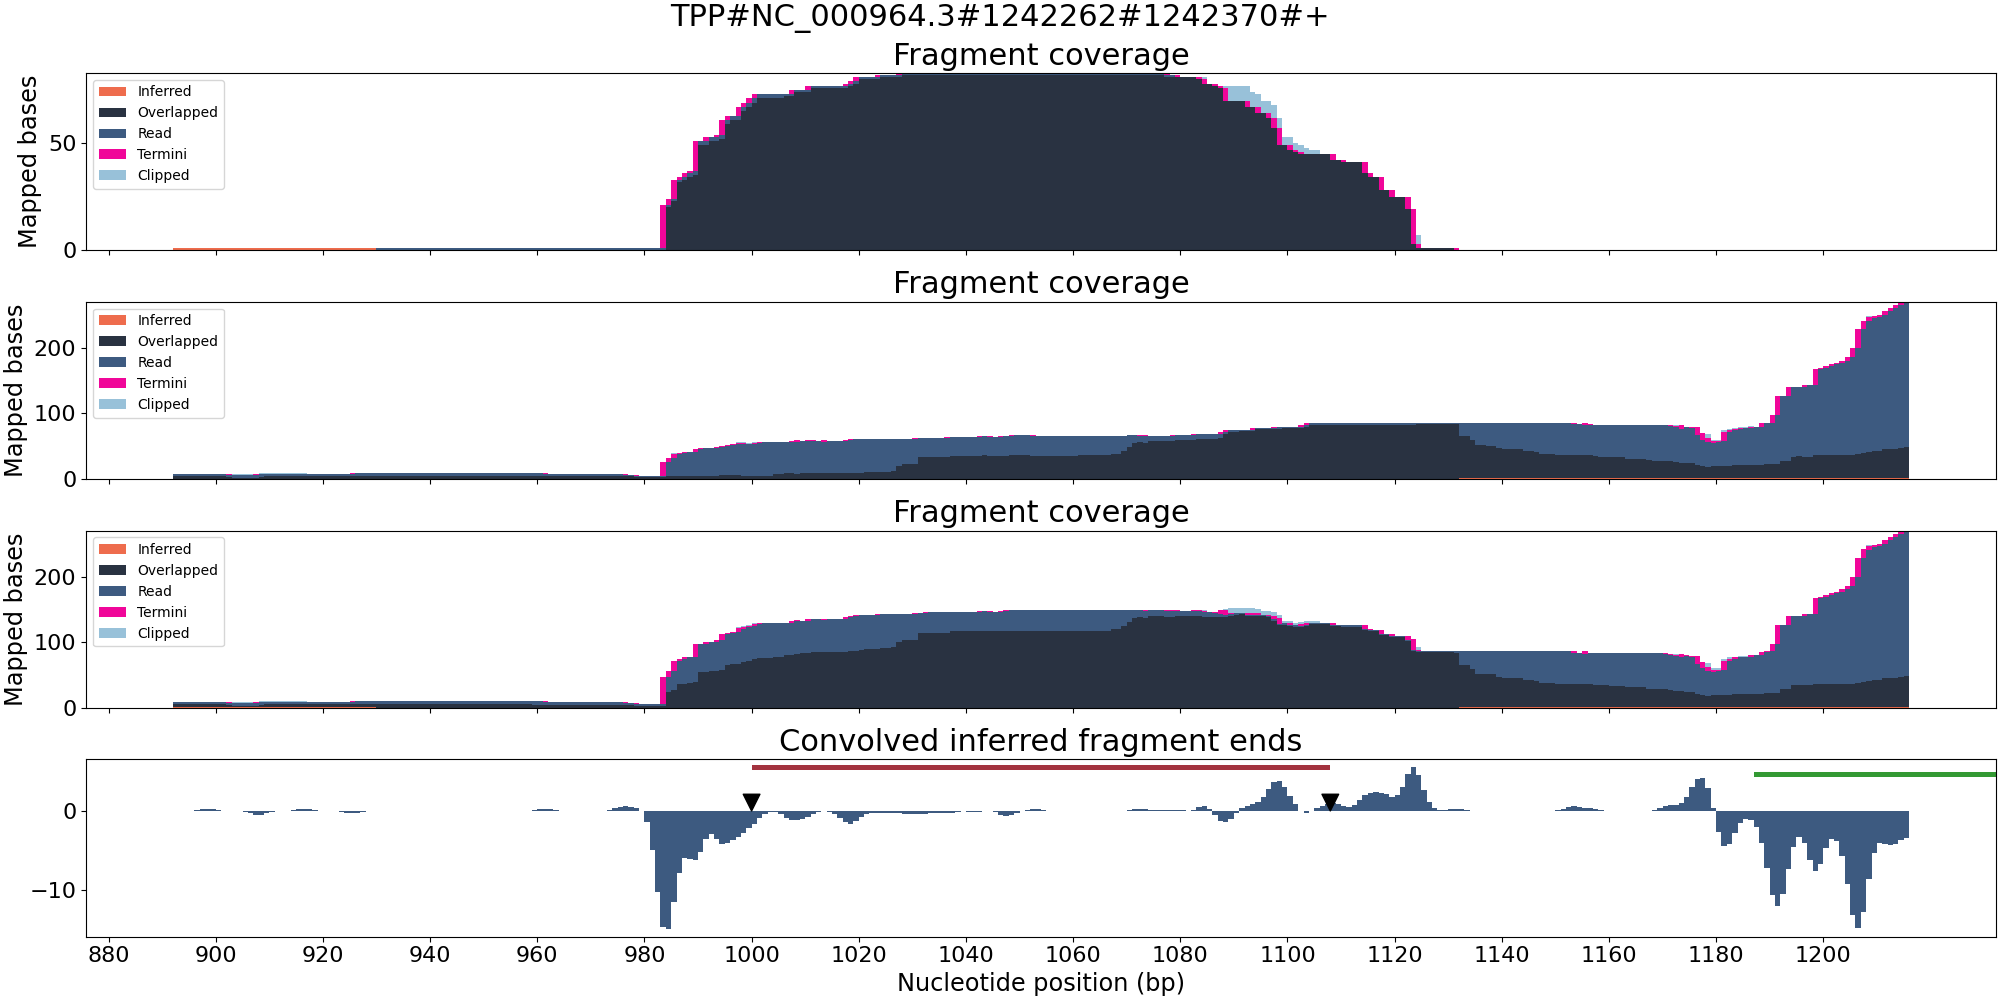 TPP#NC_000964.3#1242262#1242370#+
Fragment coverage
Mapped bases
50
0
Inferred
Overlapped
Read
Termini
Clipped
Fragment coverage
Mapped bases
200
100
0
Inferred
Overlapped
Read
Termini
Clipped
Fragment coverage
Mapped bases
200
100
0
Inferred
Overlapped
Read
Termini
Clipped
Convolved inferred fragment ends
0
−10
880 900 920 940 960 980 1000 1020 1040 1060 1080 1100 1120 1140 1160 1180 1200
Nucleotide position (bp)